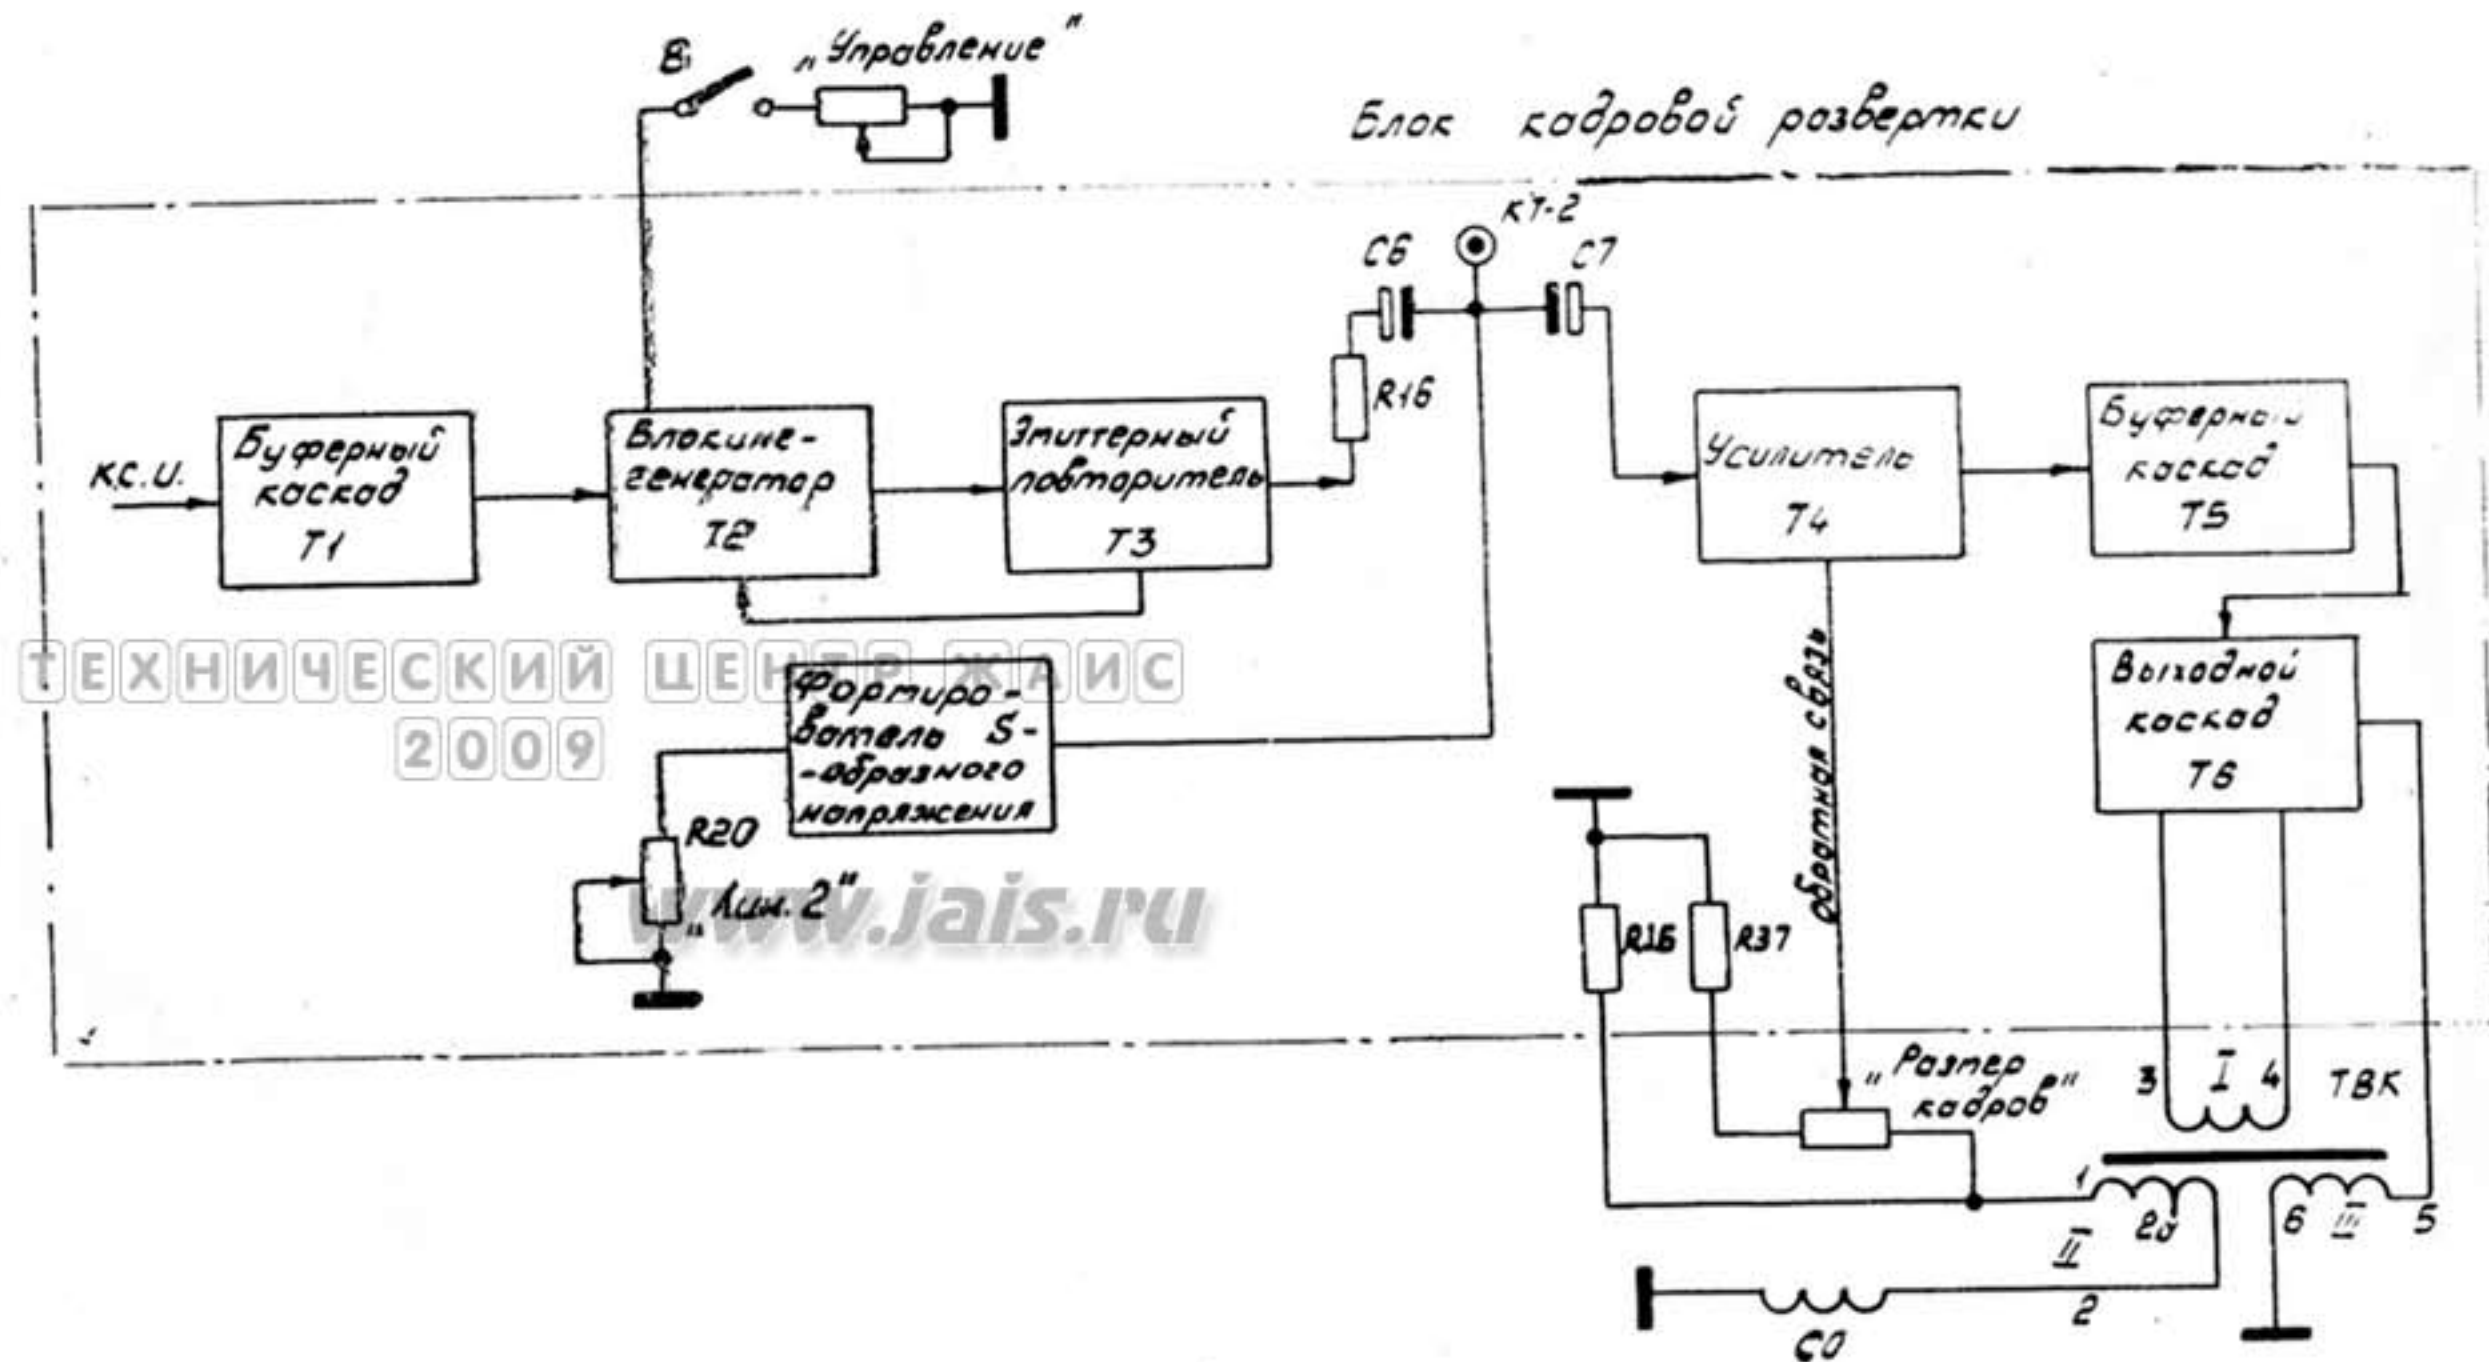 В1
„Управление"
Блок кадровой развертки
КТ-2
С6
С7
R16
К.С.И.
Буферный
каскад
Т1
Блокинг-
генератор
Т2
Эмиттерный
повторитель
Т3
Усилитель
Т4
Буферный
каскад
Т5
ТЕХНИЧЕСКИЙ ЦЕНТР ЖАИС
2009
Формиро-
ватель S-
-образного
напряжения
Выходной
каскад
Т6
обратная связь
R20
„Лин. 2"
www.jais.ru
R16
R37
„Размер
кадров"
3
I
4
ТВК
1
2а
II
6
III
5
2
СО